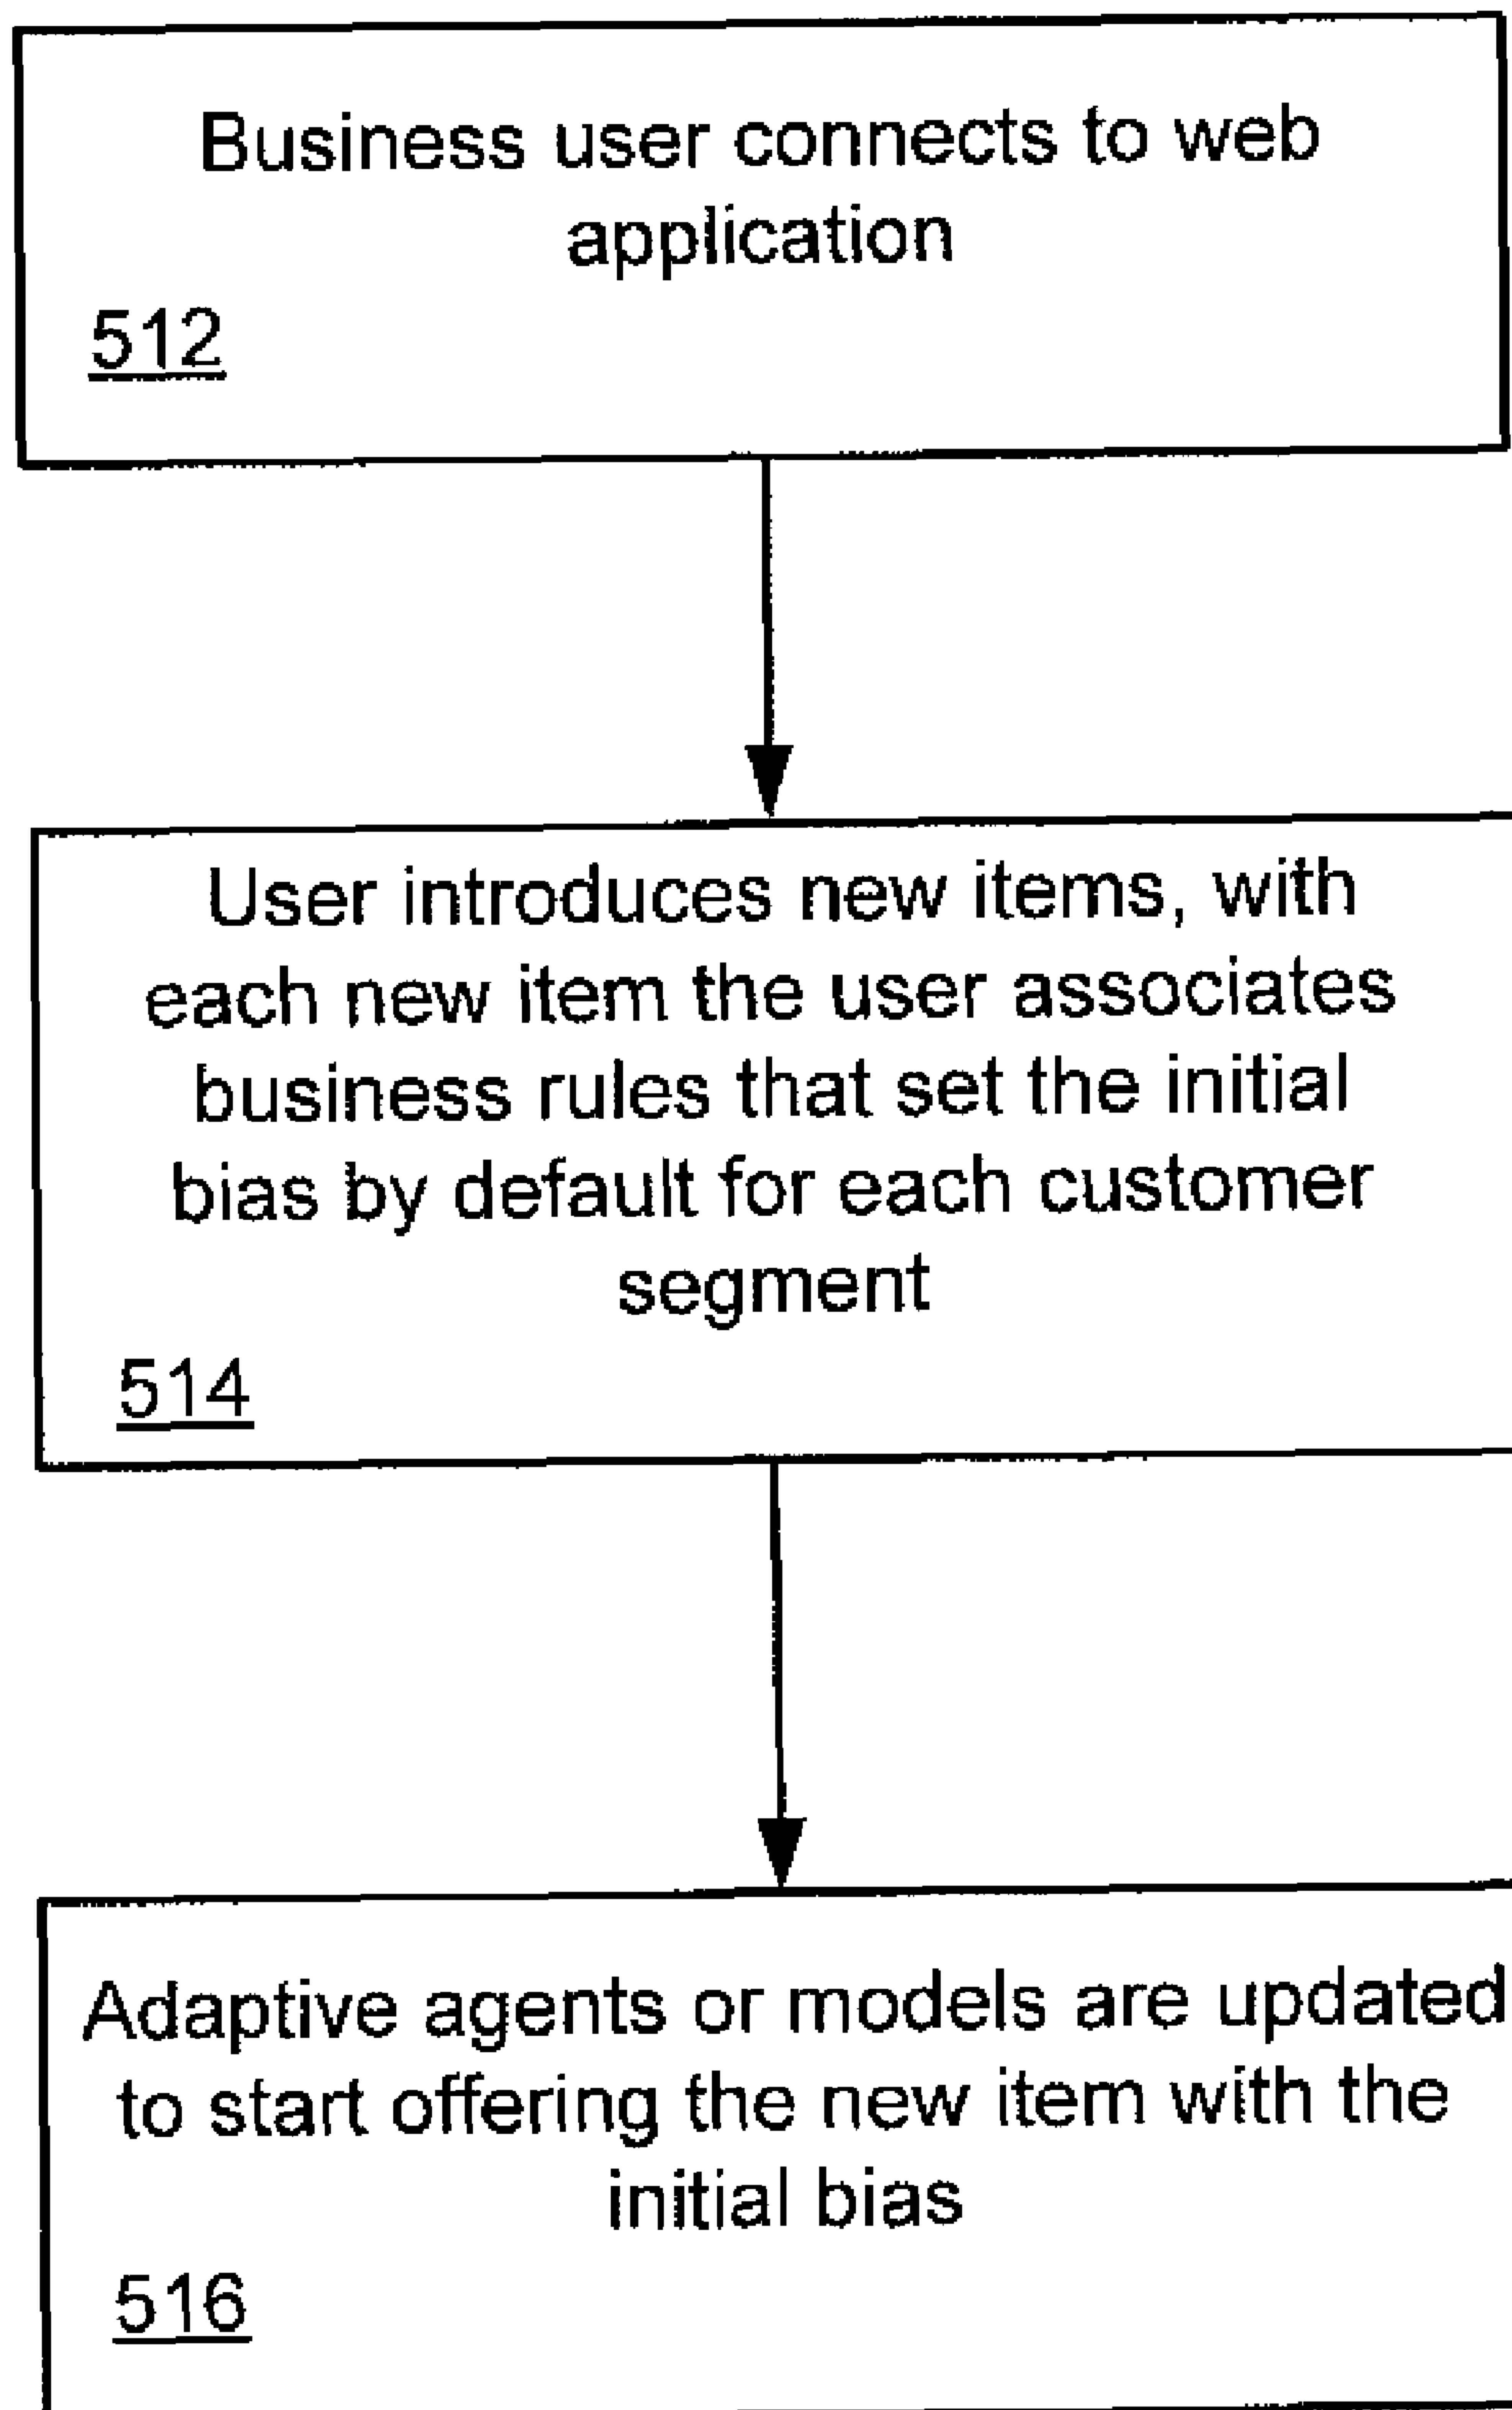 Business user connects to web
application
512
User introduces new items, with
each new item the user associates
business rules that set the initial
bias by default for each customer
segment
514
Adaptive agents or models are updated
to start offering the new item with the
initial bias
516